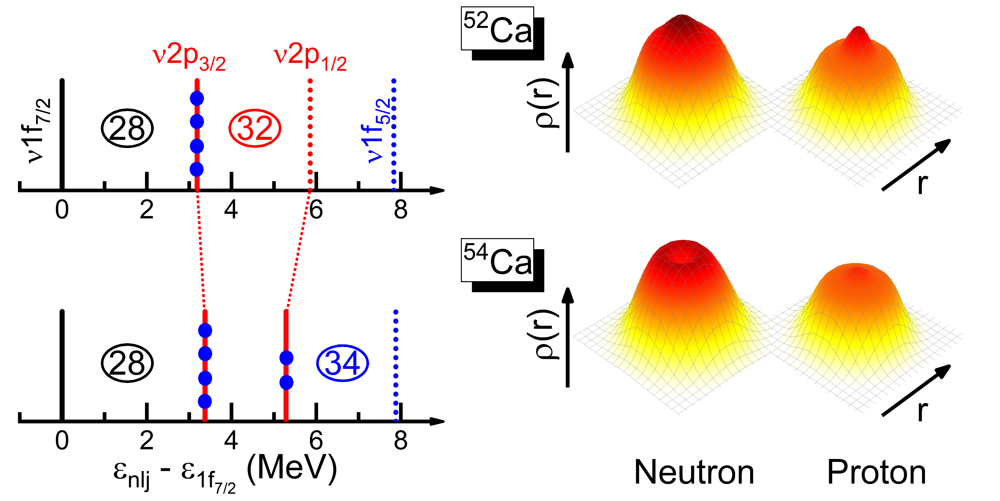 ⁵²Ca
ν2p₃/₂ ν2p₁/₂
ν1f₇/₂
28 32
ν1f₅/₂
ρ(r)
r
0 2 4 6 8
⁵⁴Ca
28 34
ρ(r)
r
0 2 4 6 8
εnlj - ε1f₇/₂ (MeV)
Neutron Proton